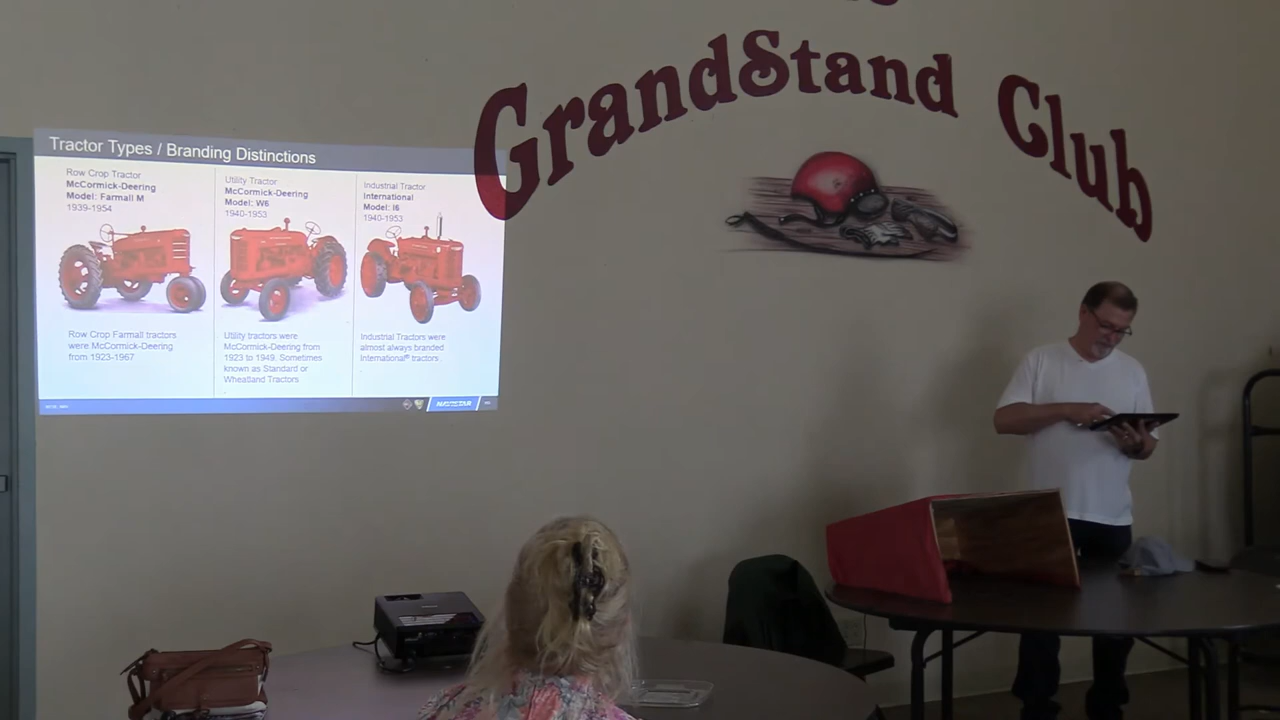 GrandStand Club
Tractor Types / Branding Distinctions
Row Crop Tractor
McCormick-Deering
Model: Farmall M
1939-1954
Row Crop Farmall tractors
were McCormick-Deering
from 1923-1967
Utility Tractor
McCormick-Deering
Model: W6
1940-1953
Utility tractors were
McCormick-Deering from
1923 to 1949. Sometimes
known as Standard or
Wheatland Tractors
Industrial Tractor
International
Model: I6
1940-1953
Industrial Tractors were
almost always branded
International® tractors
NAVISTAR